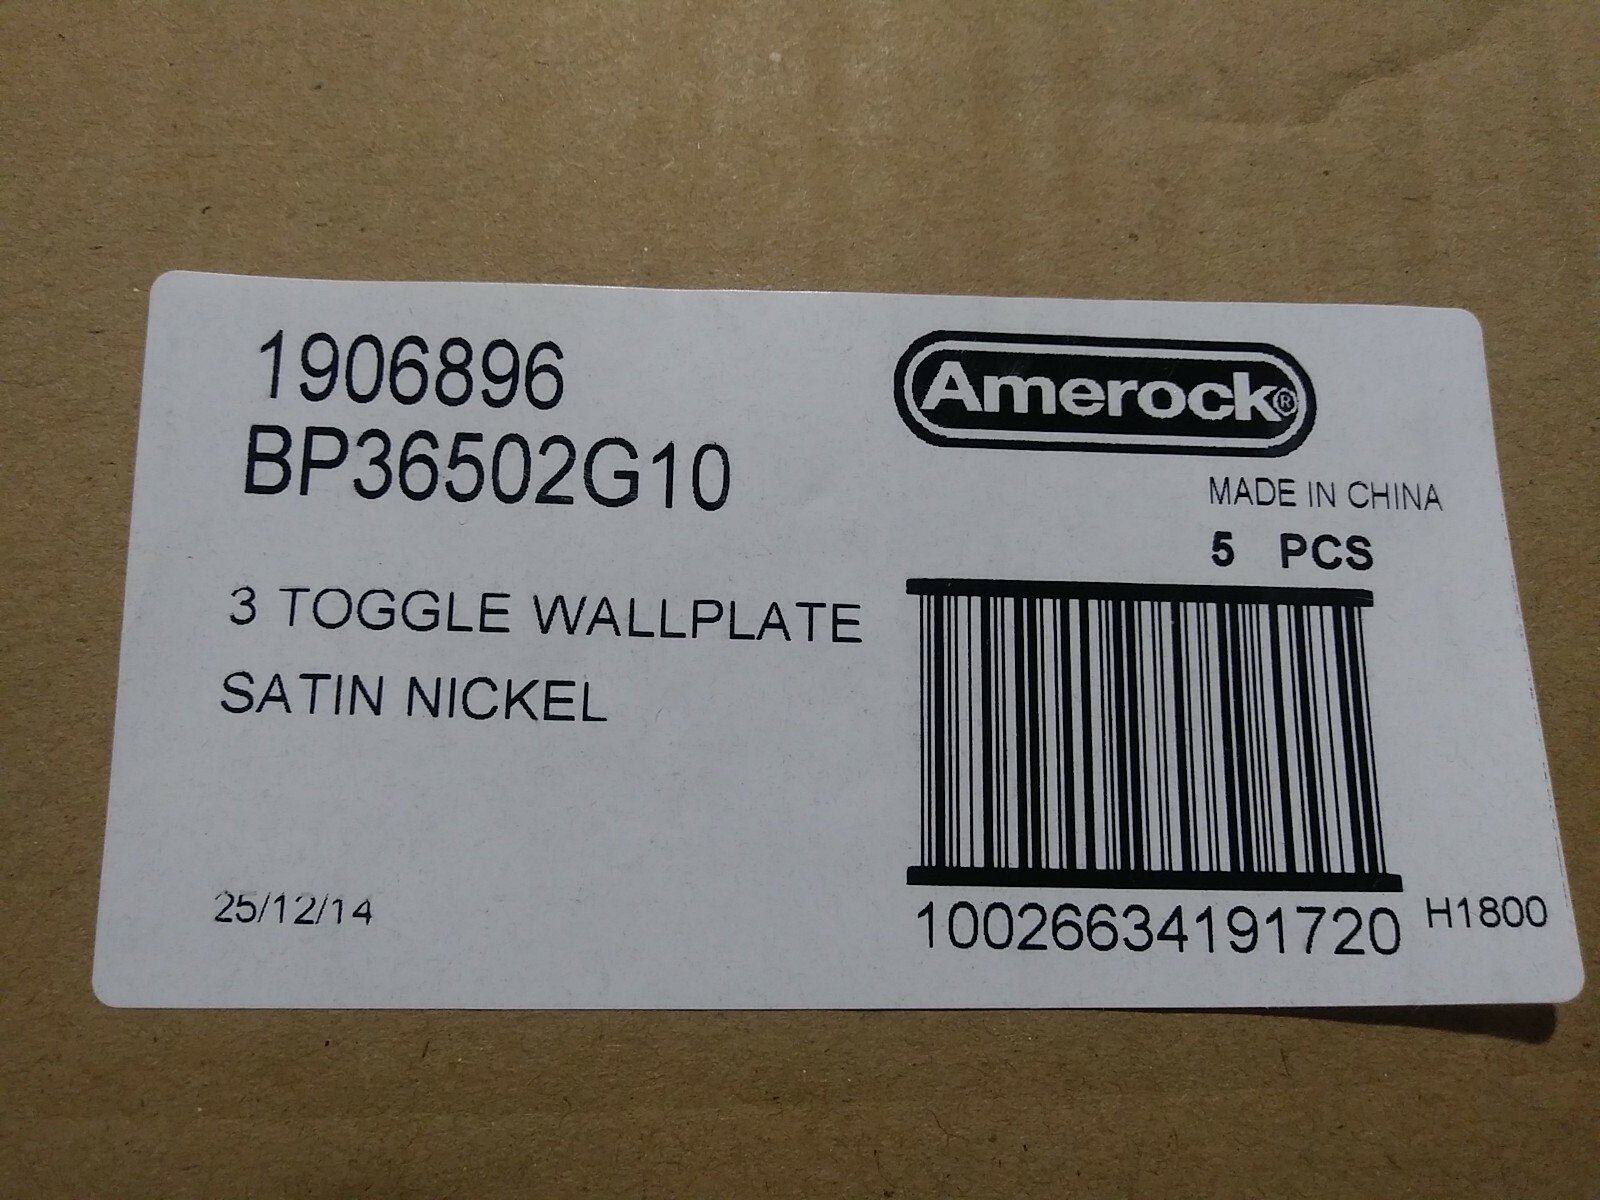 1906896
BP36502G10
3 TOGGLE WALLPLATE
SATIN NICKEL
25/12/14
Amerock®
MADE IN CHINA
5 PCS
10026634191720
H1800